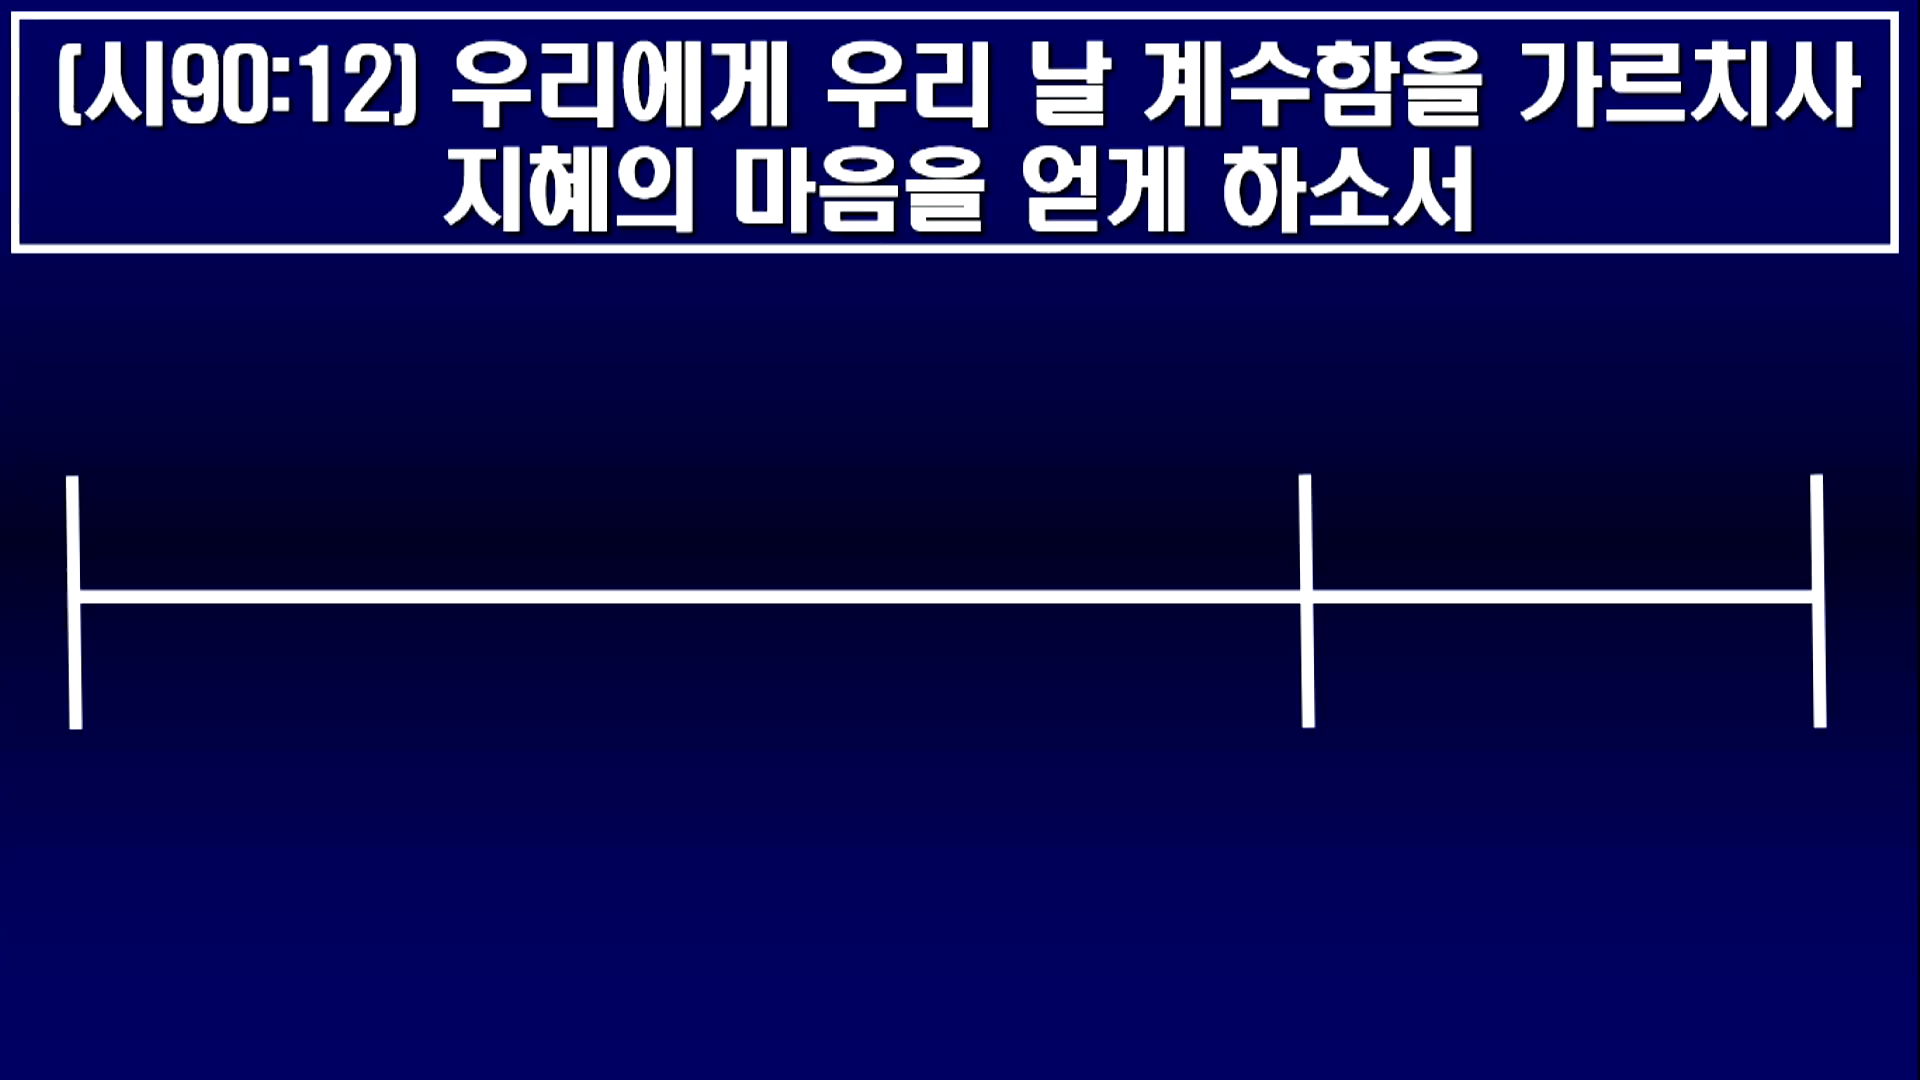 (시90:12) 우리에게 우리 날 계수함을 가르치사
지혜의 마음을 얻게 하소서